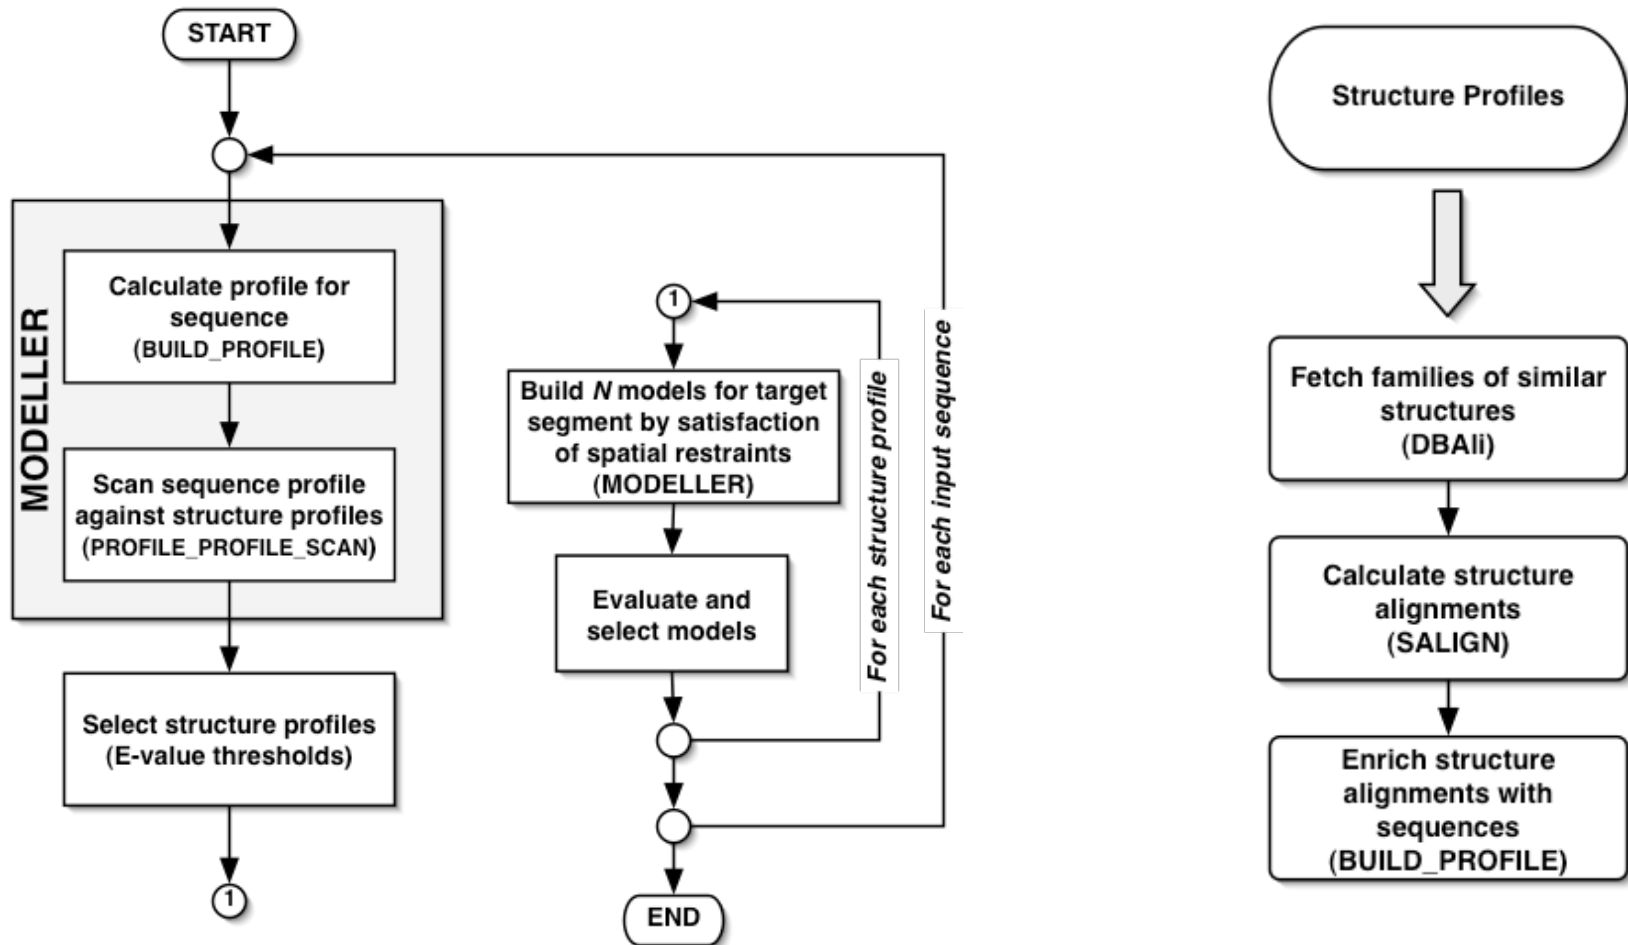 START
MODELLER
Calculate profile for
sequence
(BUILD_PROFILE)
Scan sequence profile
against structure profiles
(PROFILE_PROFILE_SCAN)
Select structure profiles
(E-value thresholds)
1
1
Build N models for target
segment by satisfaction
of spatial restraints
(MODELLER)
Evaluate and
select models
For each structure profile
For each input sequence
END
Structure Profiles
Fetch families of similar
structures
(DBAli)
Calculate structure
alignments
(SALIGN)
Enrich structure
alignments with
sequences
(BUILD_PROFILE)